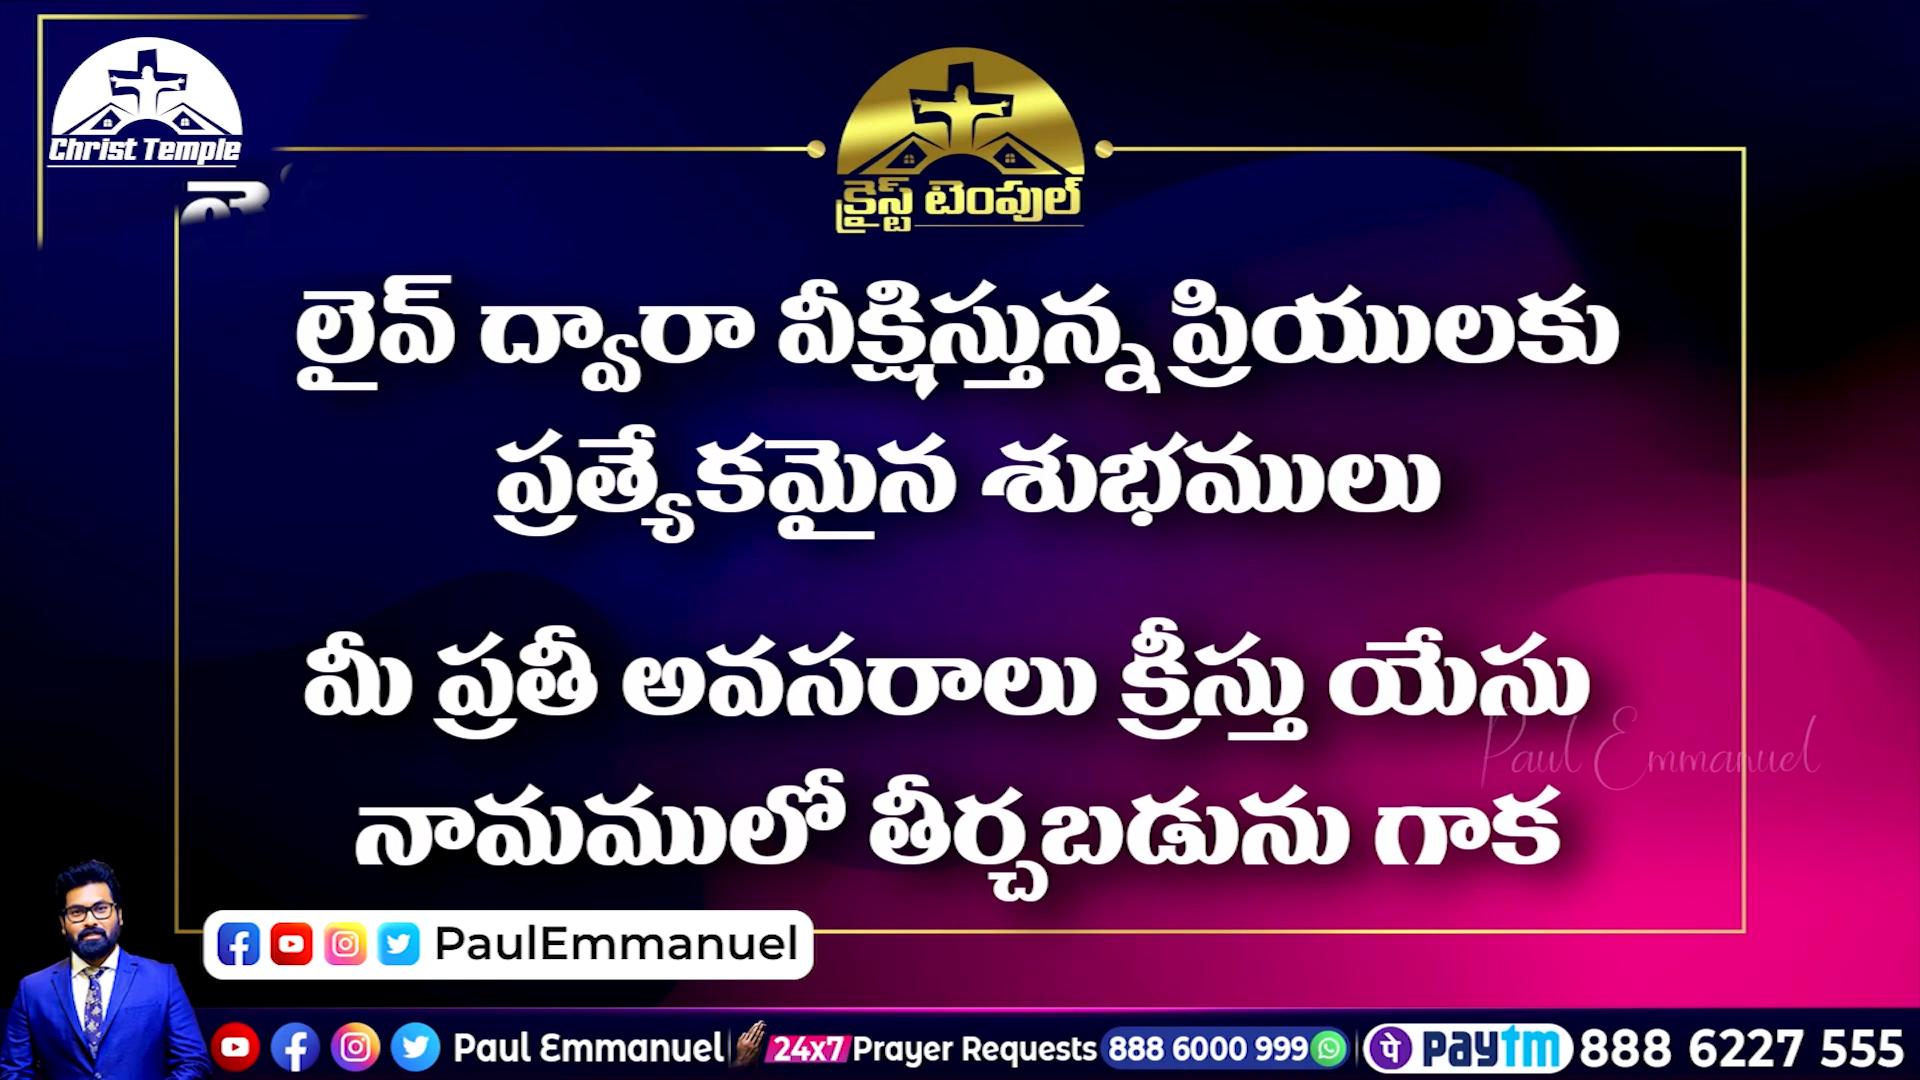 Christ Temple
క్రైస్ట్ టెంపుల్
లైవ్ ద్వారా వీక్షిస్తున్న ప్రియులకు
ప్రత్యేకమైన శుభములు
మీ ప్రతీ అవసరాలు క్రీస్తు యేసు
నామములో తీర్చబడును గాక
Paul Emmanuel
PaulEmmanuel
Paul Emmanuel 24x7 Prayer Requests 888 6000 999 पे paytm 888 6227 555